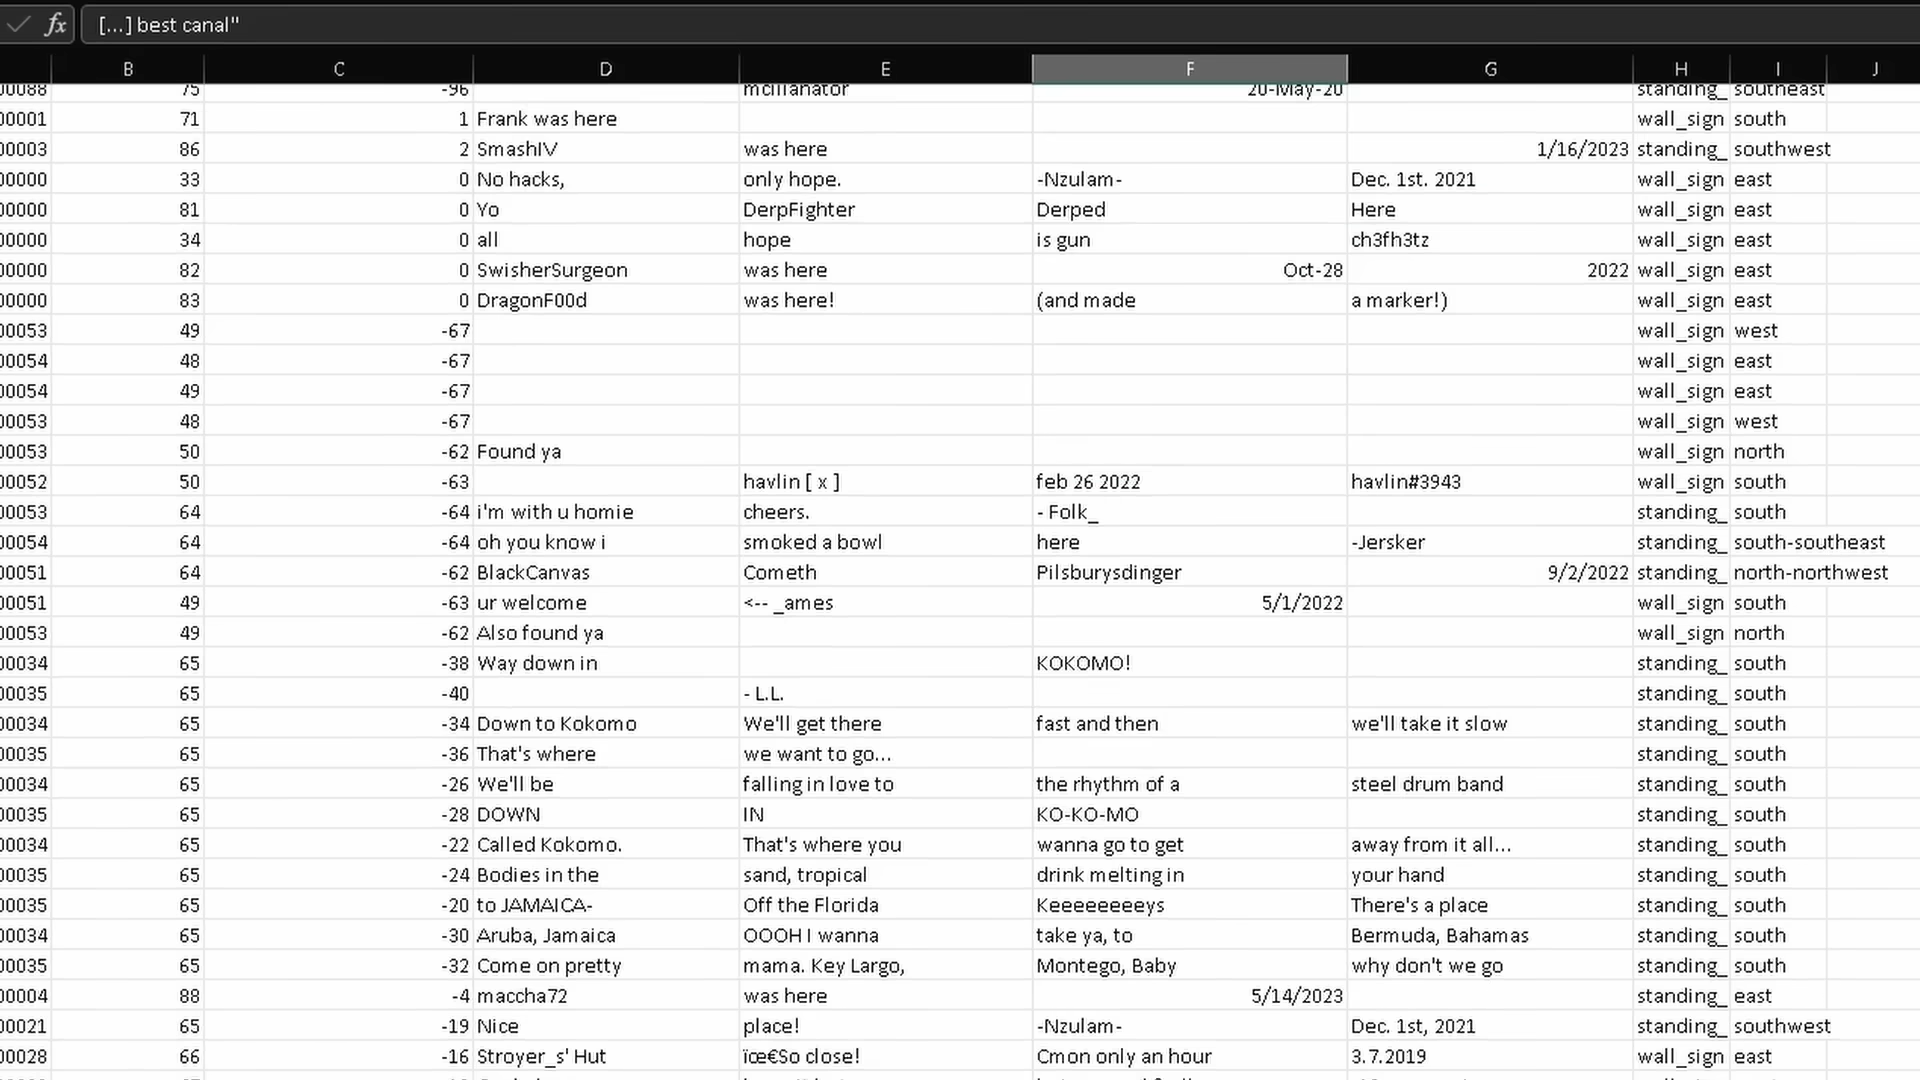 fx [...] best canal"
B C D E F G H I J
00088 75 -96 mcillanator 20-May-20 standing_ southeast
00001 71 1 Frank was here wall_sign south
00003 86 2 SmashIV was here 1/16/2023 standing_ southwest
00000 33 0 No hacks, only hope. -Nzulam- Dec. 1st. 2021 wall_sign east
00000 81 0 Yo DerpFighter Derped Here wall_sign east
00000 34 0 all hope is gun ch3fh3tz wall_sign east
00000 82 0 SwisherSurgeon was here Oct-28 2022 wall_sign east
00000 83 0 DragonF00d was here! (and made a marker!) wall_sign east
00053 49 -67 wall_sign west
00054 48 -67 wall_sign east
00054 49 -67 wall_sign east
00053 48 -67 wall_sign west
00053 50 -62 Found ya wall_sign north
00052 50 -63 havlin [ x ] feb 26 2022 havlin#3943 wall_sign south
00053 64 -64 i'm with u homie cheers. - Folk_ standing_ south
00054 64 -64 oh you know i smoked a bowl here -Jersker standing_ south-southeast
00051 64 -62 BlackCanvas Cometh Pilsburysdinger 9/2/2022 standing_ north-northwest
00051 49 -63 ur welcome <-- _ames 5/1/2022 wall_sign south
00053 49 -62 Also found ya wall_sign north
00034 65 -38 Way down in KOKOMO! standing_ south
00035 65 -40 - L.L. standing_ south
00034 65 -34 Down to Kokomo We'll get there fast and then we'll take it slow standing_ south
00035 65 -36 That's where we want to go... standing_ south
00034 65 -26 We'll be falling in love to the rhythm of a steel drum band standing_ south
00035 65 -28 DOWN IN KO-KO-MO standing_ south
00034 65 -22 Called Kokomo. That's where you wanna go to get away from it all... standing_ south
00035 65 -24 Bodies in the sand, tropical drink melting in your hand standing_ south
00035 65 -20 to JAMAICA- Off the Florida Keeeeeeeeys There's a place standing_ south
00034 65 -30 Aruba, Jamaica OOOH I wanna take ya, to Bermuda, Bahamas standing_ south
00035 65 -32 Come on pretty mama. Key Largo, Montego, Baby why don't we go standing_ south
00004 88 -4 maccha72 was here 5/14/2023 standing_ east
00021 65 -19 Nice place! -Nzulam- Dec. 1st, 2021 standing_ southwest
00028 66 -16 Stroyer_s' Hut ïœ€So close! Cmon only an hour 3.7.2019 wall_sign east